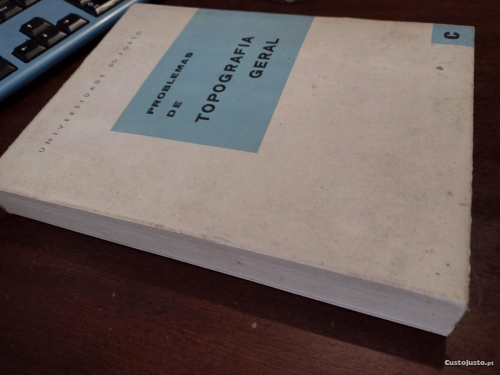 UNIVERSIDADE DO PORTO
PROBLEMAS
DE
TOPOGRAFIA
GERAL
C
CustoJusto.pt